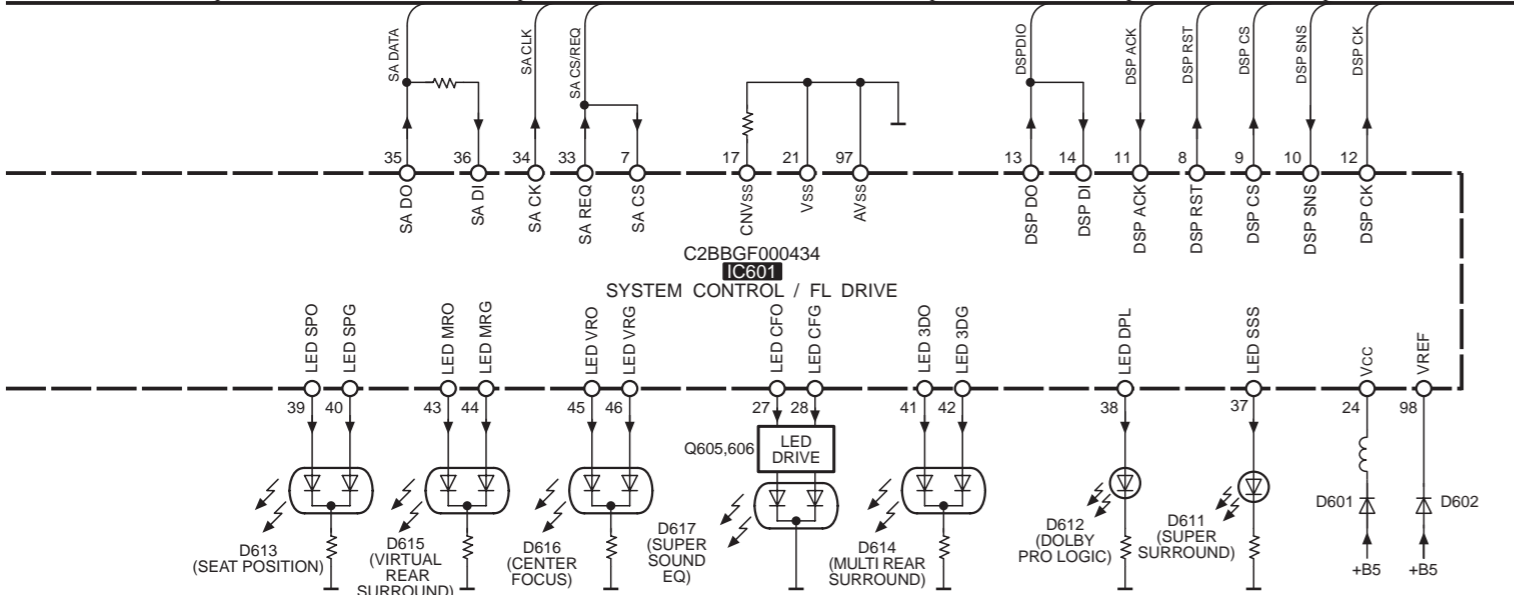 SA DATA
SA CLK
SA CS/REQ
DSPDIO
DSP ACK
DSP RST
DSP CS
DSP SNS
DSP CK
35
36
34
33
7
17
21
97
13
14
11
8
9
10
12
SA DO
SA DI
SA CK
SA REQ
SA CS
CNVss
Vss
AVss
DSP DO
DSP DI
DSP ACK
DSP RST
DSP CS
DSP SNS
DSP CK
C2BBGF000434
IC601
SYSTEM CONTROL / FL DRIVE
LED SPO
LED SPG
LED MRO
LED MRG
LED VRO
LED VRG
LED CFO
LED CFG
LED 3DO
LED 3DG
LED DPL
LED SSS
VCC
VREF
39
40
43
44
45
46
27
28
41
42
38
37
24
98
Q605,606
LED
DRIVE
D601
D602
D613
(SEAT POSITION)
D615
(VIRTUAL
REAR
SURROUND)
D616
(CENTER
FOCUS)
D617
(SUPER
SOUND
EQ)
D614
(MULTI REAR
SURROUND)
D612
(DOLBY
PRO LOGIC)
D611
(SUPER
SURROUND)
+B5
+B5